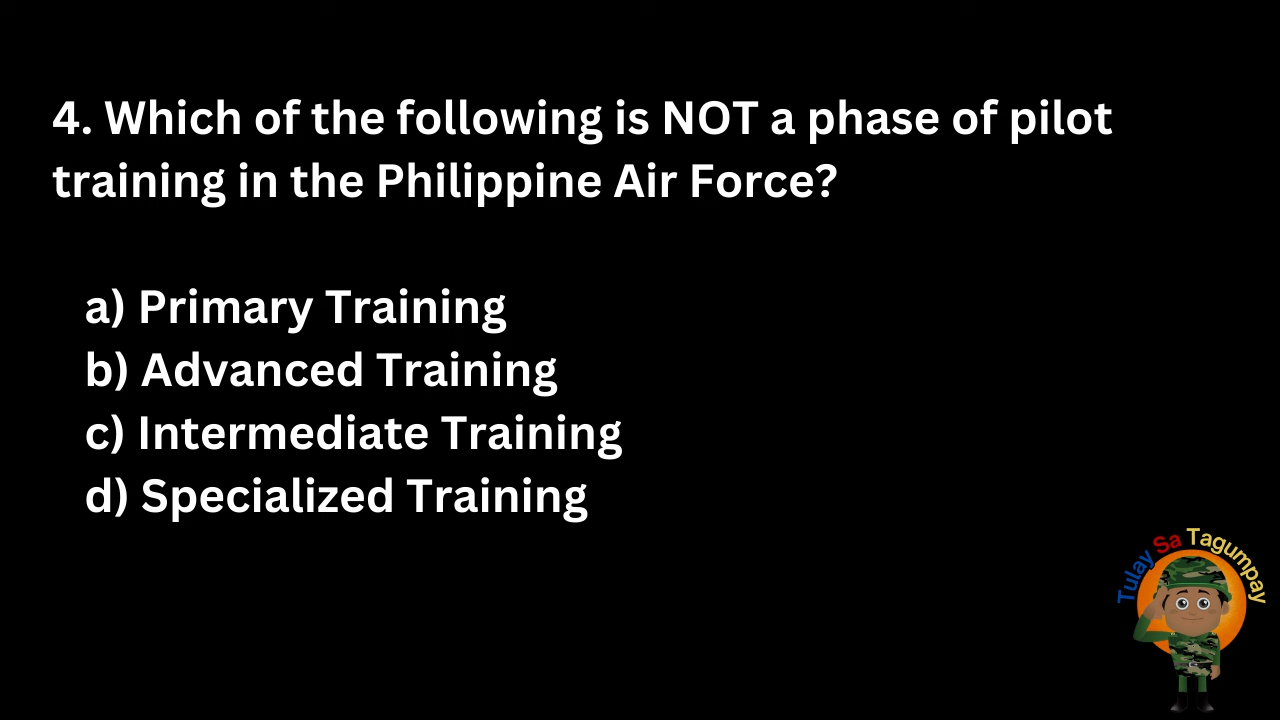 4. Which of the following is NOT a phase of pilot
training in the Philippine Air Force?
a) Primary Training
b) Advanced Training
c) Intermediate Training
d) Specialized Training
Tulay Sa Tagumpay